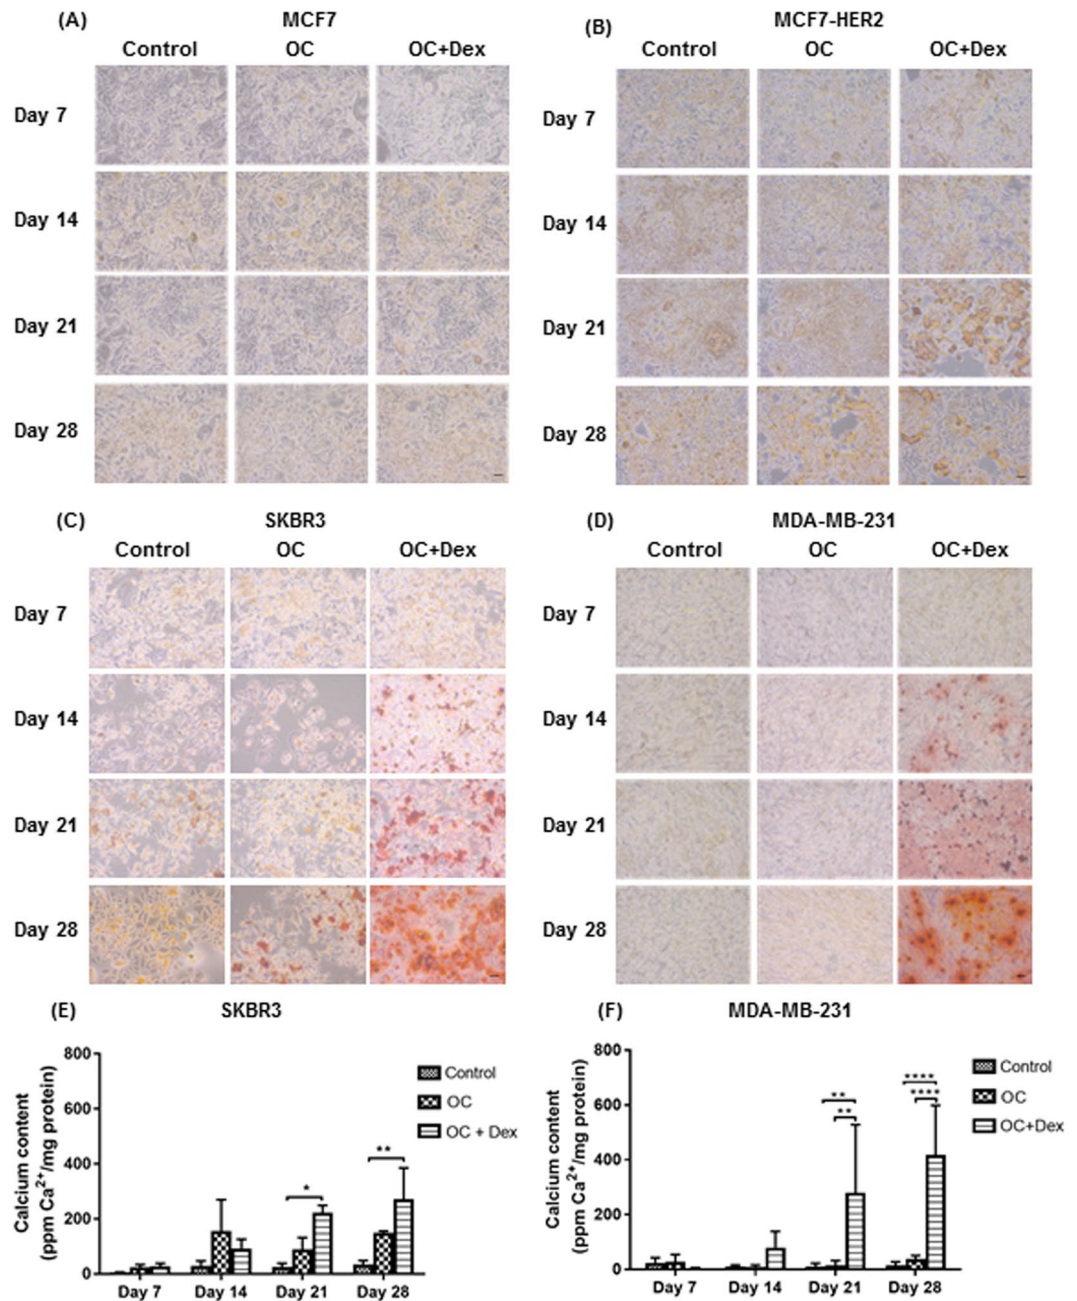 (A) MCF7
Control OC OC+Dex
Day 7
Day 14
Day 21
Day 28
(B) MCF7-HER2
Control OC OC+Dex
Day 7
Day 14
Day 21
Day 28
(C) SKBR3
Control OC OC+Dex
Day 7
Day 14
Day 21
Day 28
(D) MDA-MB-231
Control OC OC+Dex
Day 7
Day 14
Day 21
Day 28
(E) SKBR3
Calcium content
(ppm Ca²⁺/mg protein)
800
600
400
200
0
Control
OC
OC + Dex
*
**
Day 7 Day 14 Day 21 Day 28
(F) MDA-MB-231
Calcium content
(ppm Ca²⁺/mg protein)
800
600
400
200
0
Control
OC
OC+Dex
**
**
****
****
Day 7 Day 14 Day 21 Day 28